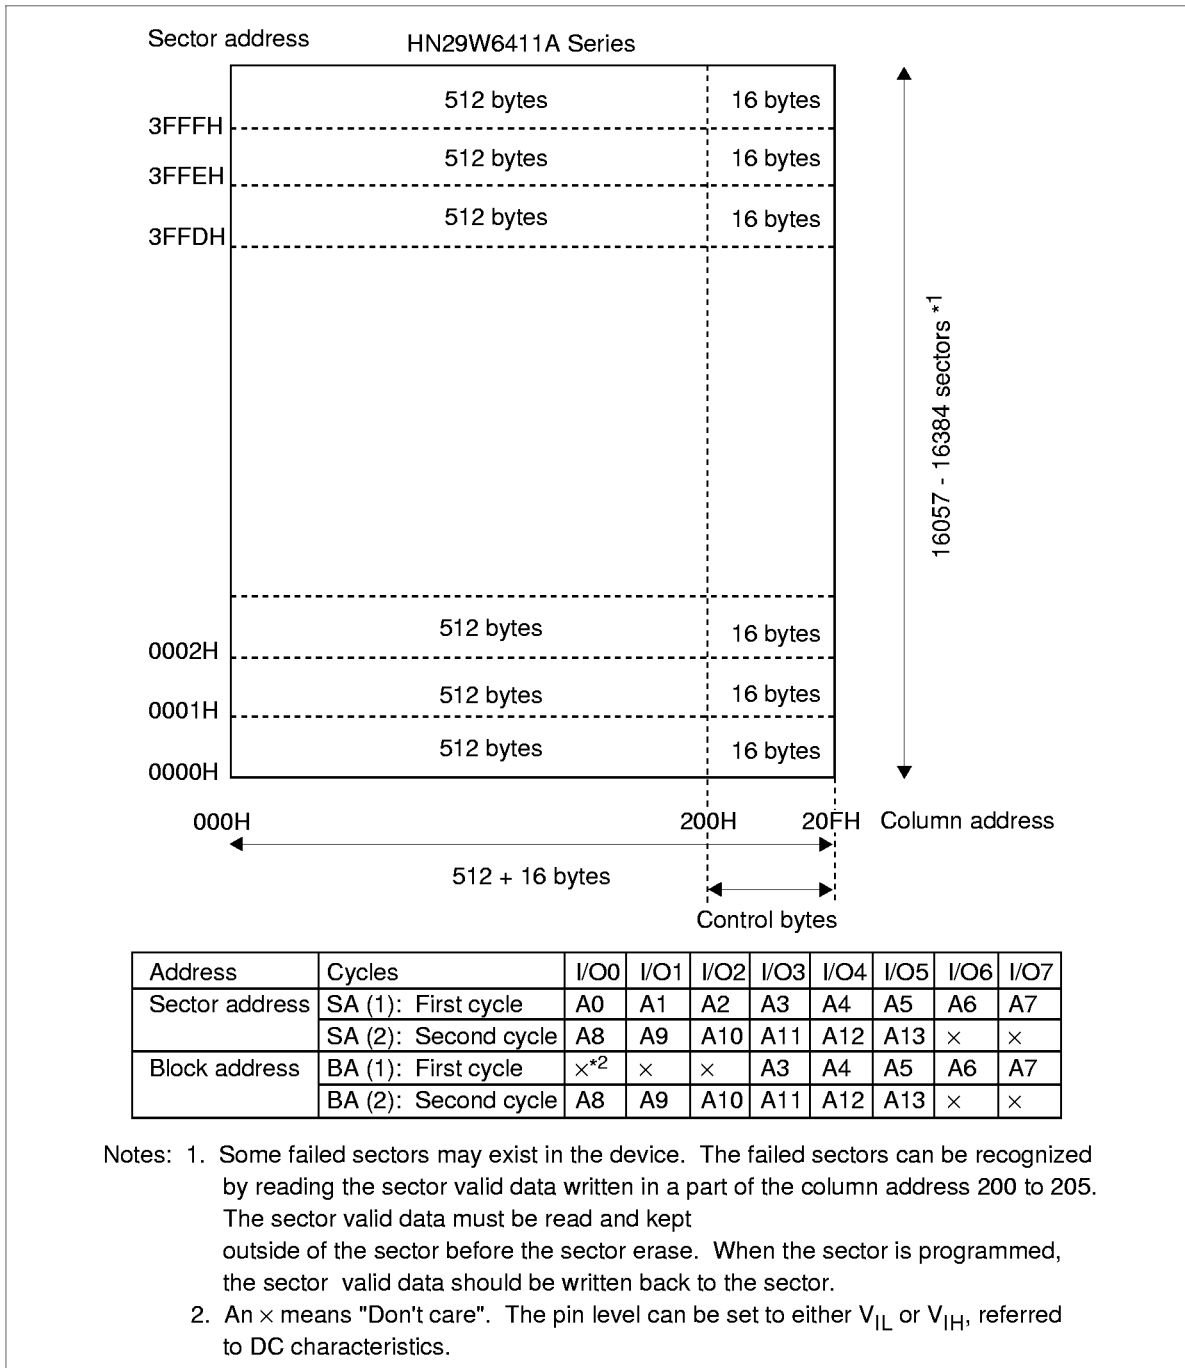 Sector address
HN29W6411A Series
512 bytes 16 bytes
3FFFH
512 bytes 16 bytes
3FFEH
512 bytes 16 bytes
3FFDH
16057 - 16384 sectors *1
512 bytes 16 bytes
0002H
512 bytes 16 bytes
0001H
512 bytes 16 bytes
0000H
000H 200H 20FH Column address
512 + 16 bytes
Control bytes
Address Cycles I/O0 I/O1 I/O2 I/O3 I/O4 I/O5 I/O6 I/O7
Sector address SA (1): First cycle A0 A1 A2 A3 A4 A5 A6 A7
SA (2): Second cycle A8 A9 A10 A11 A12 A13 × ×
Block address BA (1): First cycle ×*2 × × A3 A4 A5 A6 A7
BA (2): Second cycle A8 A9 A10 A11 A12 A13 × ×
Notes: 1. Some failed sectors may exist in the device. The failed sectors can be recognized
by reading the sector valid data written in a part of the column address 200 to 205.
The sector valid data must be read and kept
outside of the sector before the sector erase. When the sector is programmed,
the sector valid data should be written back to the sector.
2. An × means "Don't care". The pin level can be set to either VIL or VIH, referred
to DC characteristics.